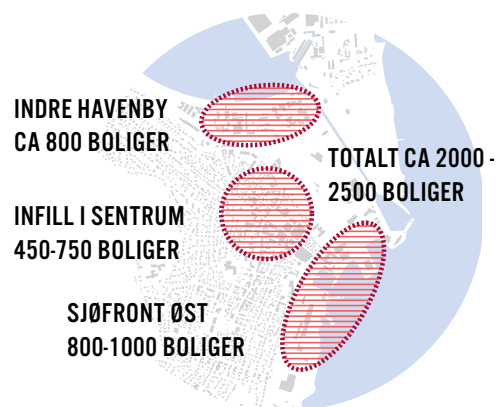 INDRE HAVENBY
CA 800 BOLIGER
TOTALT CA 2000 -
2500 BOLIGER
INFILL I SENTRUM
450-750 BOLIGER
SJØFRONT ØST
800-1000 BOLIGER